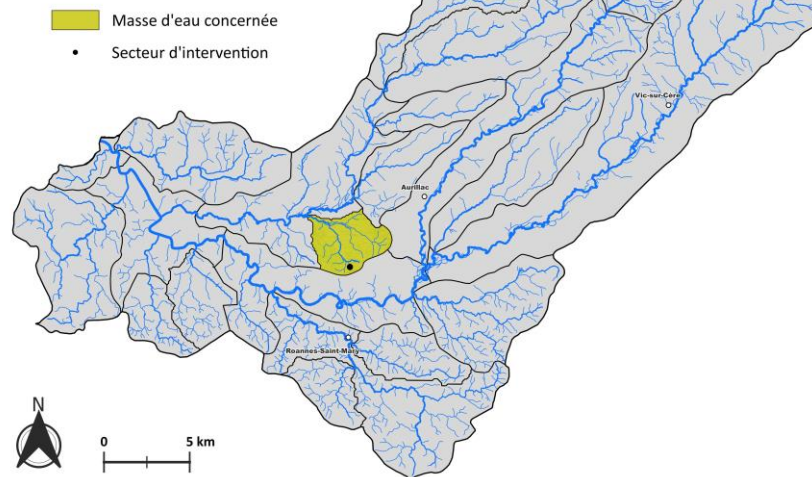 Masse d'eau concernée
Secteur d'intervention
Vic-sur-Cère
Aurillac
Roannes-Saint-Mary
N
0 5 km